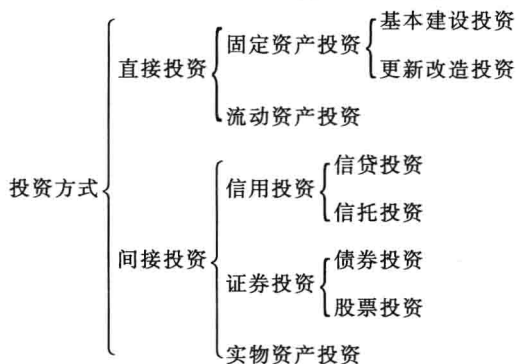 基本建设投资
固定资产投资
更新改造投资
直接投资
流动资产投资
投资方式
信贷投资
信用投资
信托投资
间接投资
债券投资
证券投资
股票投资
实物资产投资